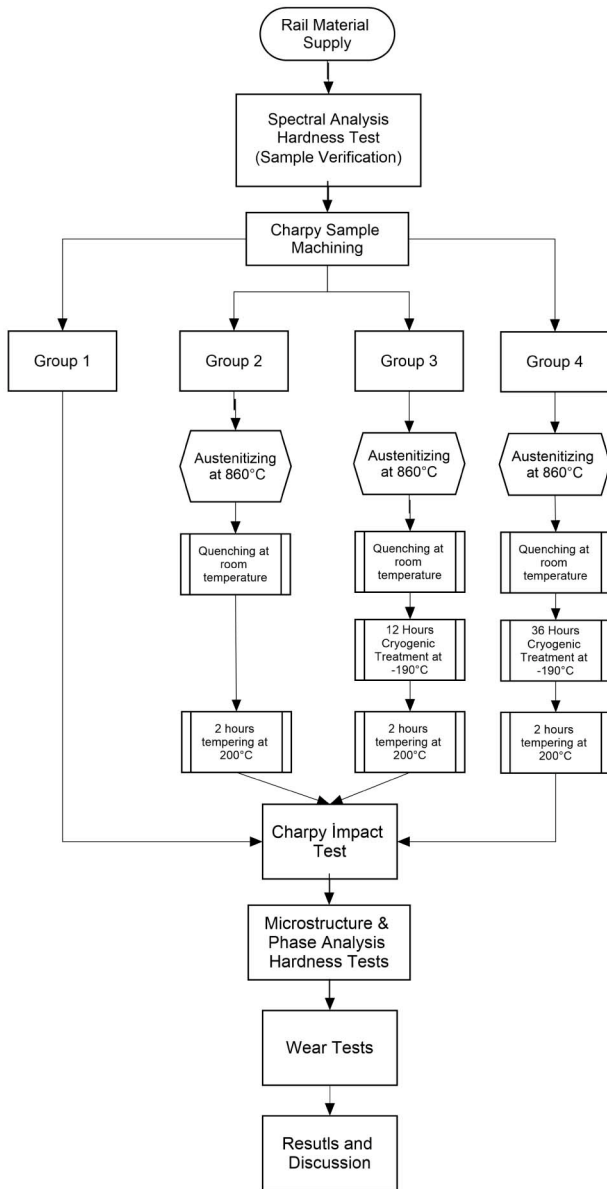 Rail Material
Supply
Spectral Analysis
Hardness Test
(Sample Verification)
Charpy Sample
Machining
Group 1
Group 2
Group 3
Group 4
Austenitizing
at 860°C
Austenitizing
at 860°C
Austenitizing
at 860°C
Quenching at
room
temperature
Quenching at
room
temperature
Quenching at
room
temperature
12 Hours
Cryogenic
Treatment at
-190°C
36 Hours
Cryogenic
Treatment at
-190°C
2 hours
tempering at
200°C
2 hours
tempering at
200°C
2 hours
tempering at
200°C
Charpy İmpact
Test
Microstructure &
Phase Analysis
Hardness Tests
Wear Tests
Resutls and
Discussion